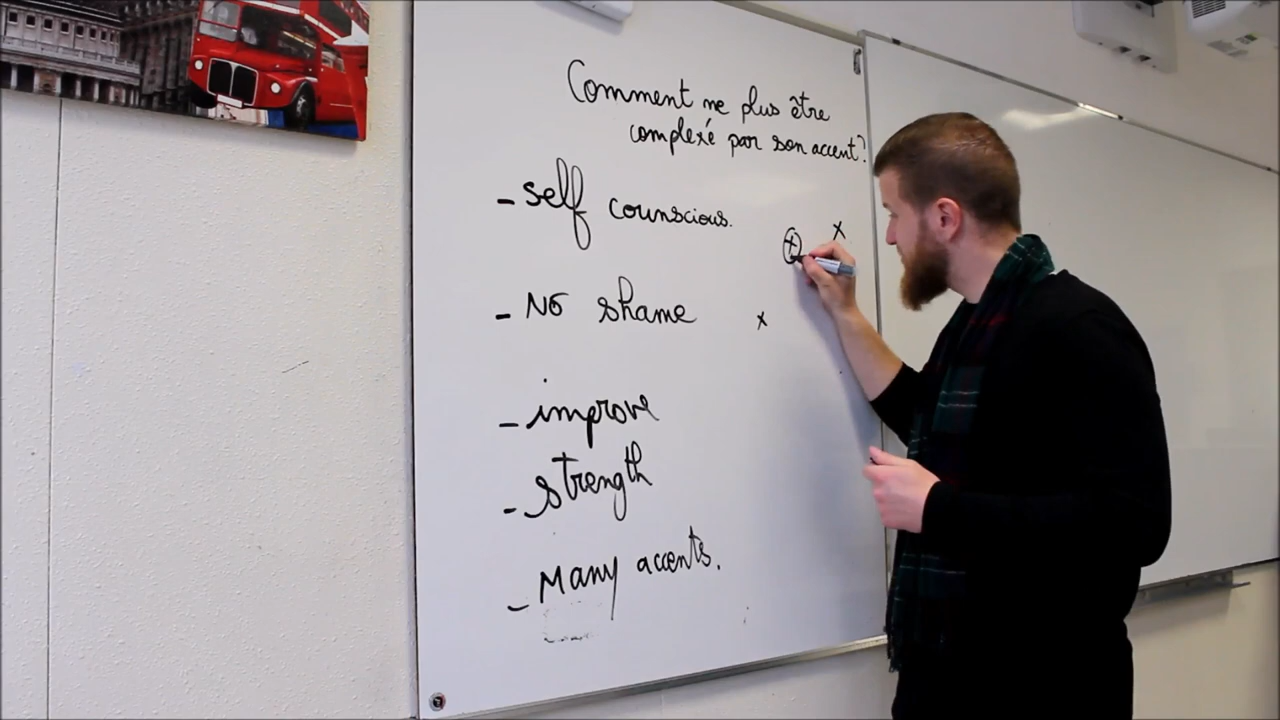 Comment ne plus être
complexé par son accent?
- self counscious.
- NO shame
- improve
- strength
- Many accents.